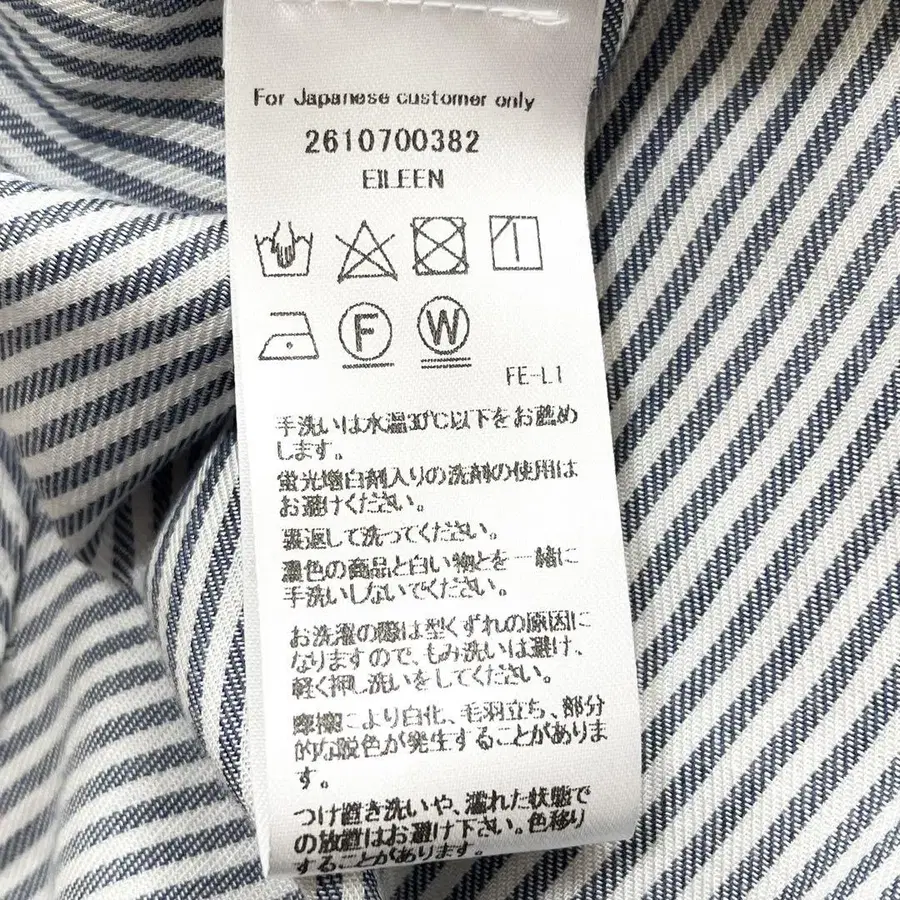 For Japanese customer only
2610700382
EILEEN
F W
FE-L1
手洗いは水温30℃以下をお薦め
します。
蛍光増白剤入りの洗剤の使用は
お避けください。
裏返して洗ってください。
濃色の商品と白い物とを一緒に
手洗いしないでください。
お洗濯の際は型くずれの原因に
なりますので、もみ洗いは避け、
軽く押し洗いをしてください。
摩擦により白化、毛羽立ち、部分
的な脱色が発生することがありま
す。
つけ置き洗いや、濡れた状態で
の放置はお避け下さい。色移り
することがあります。